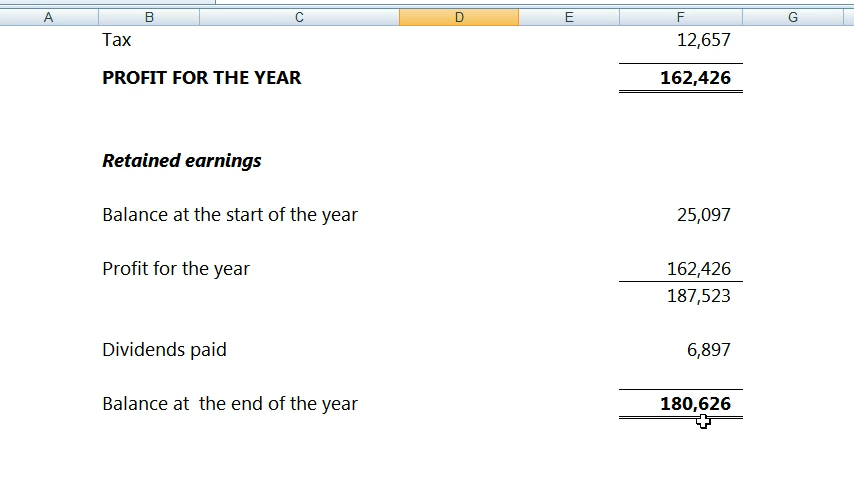 A B C D E F G
Tax 12,657
PROFIT FOR THE YEAR 162,426
Retained earnings
Balance at the start of the year 25,097
Profit for the year 162,426
187,523
Dividends paid 6,897
Balance at  the end of the year 180,626